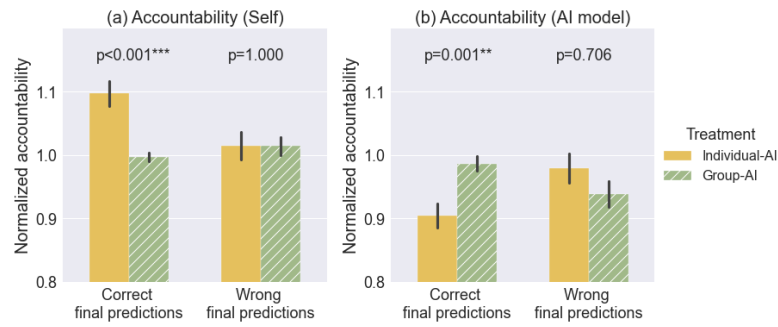 (a) Accountability (Self)
(b) Accountability (AI model)
Normalized accountability
1.1
1.0
0.9
0.8
p<0.001***
p=1.000
Correct
final predictions
Wrong
final predictions
Normalized accountability
1.1
1.0
0.9
0.8
p=0.001**
p=0.706
Correct
final predictions
Wrong
final predictions
Treatment
Individual-AI
Group-AI